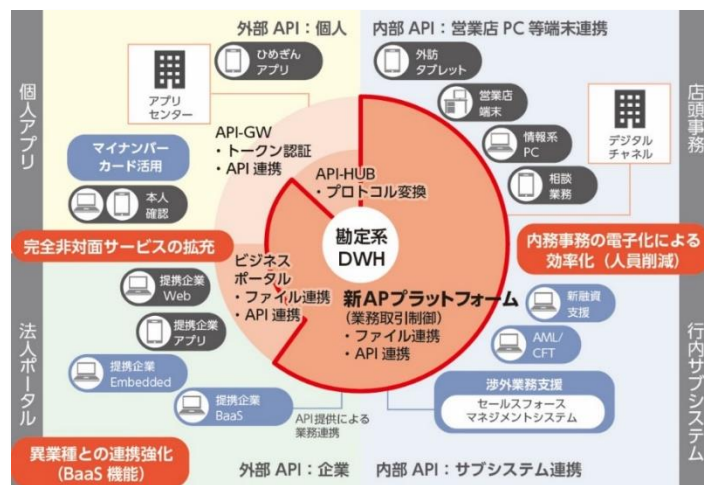 外部 API：個人
内部 API：営業店 PC 等端末連携
個人アプリ
アプリ
センター
ひめぎん
アプリ
マイナンバー
カード活用
本人
確認
完全非対面サービスの拡充
API-GW
・トークン認証
・API 連携
API-HUB
・プロトコル変換
勘定系
DWH
ビジネス
ポータル
・ファイル連携
・API 連携
新APプラットフォーム
(業務取引制御)
・ファイル連携
・API 連携
外訪
タブレット
営業店
端末
情報系
PC
相談
業務
デジタル
チャネル
店頭事務
内務事務の電子化による
効率化（人員削減）
法人ポータル
提携企業
Web
提携企業
アプリ
提携企業
Embedded
提携企業
BaaS
API提供による
業務連携
異業種との連携強化
(BaaS 機能)
外部 API：企業
新融資
支援
AML/
CFT
渉外業務支援
セールスフォース
マネジメントシステム
行内サブシステム
内部 API：サブシステム連携